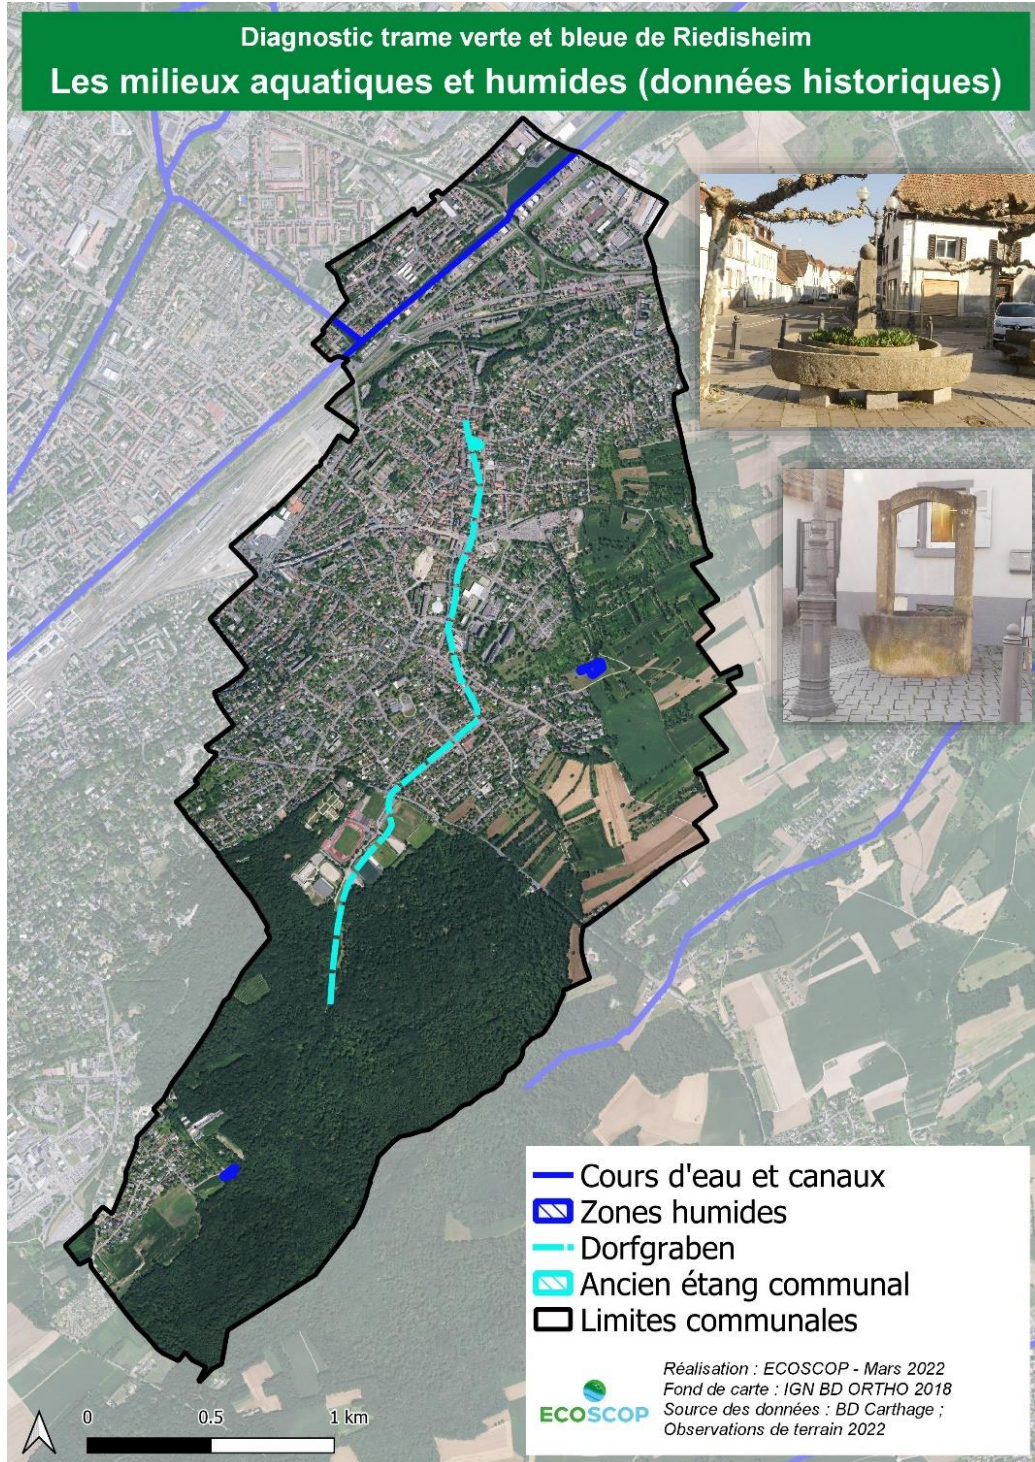 Diagnostic trame verte et bleue de Riedisheim
Les milieux aquatiques et humides (données historiques)
Cours d'eau et canaux
Zones humides
Dorfgraben
Ancien étang communal
Limites communales
Réalisation : ECOSCOP - Mars 2022
Fond de carte : IGN BD ORTHO 2018
Source des données : BD Carthage ;
Observations de terrain 2022
ECOSCOP
0 0.5 1 km